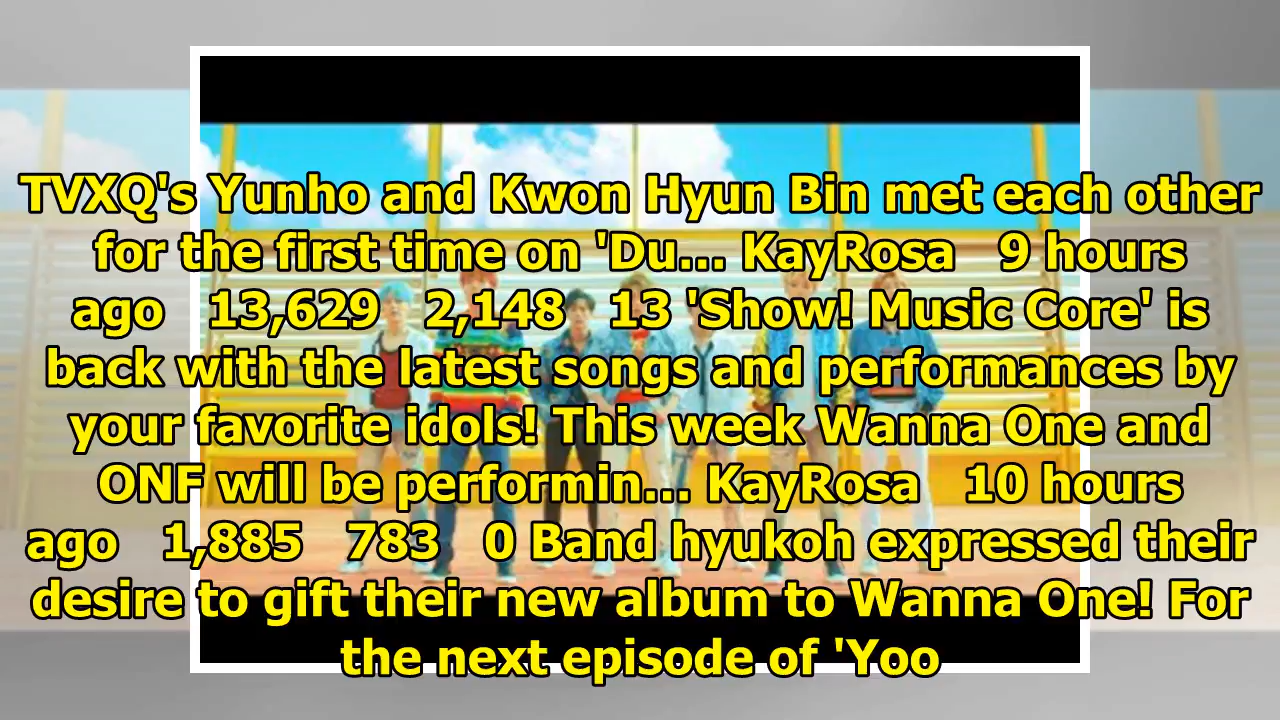 TVXQ's Yunho and Kwon Hyun Bin met each other
for the first time on 'Du... KayRosa   9 hours
ago   13,629   2,148   13 'Show! Music Core' is
back with the latest songs and performances by
your favorite idols! This week Wanna One and
ONF will be performin... KayRosa   10 hours
ago   1,885   783   0 Band hyukoh expressed their
desire to gift their new album to Wanna One! For
the next episode of 'Yoo